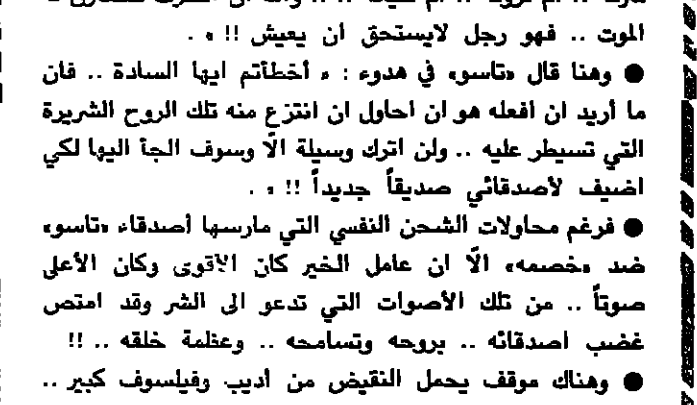 الموت .. فهو رجل لايستحق ان يعيش !! » .
● وهنا قال «تاسو» في هدوء : « أخطأتم ايها السادة .. فان
ما أريد ان افعله هو ان احاول ان انتزع منه تلك الروح الشريرة
التي تسيطر عليه .. ولن اترك وسيلة الّا وسوف الجأ اليها لكي
اضيف لأصدقائي صديقاً جديداً !! » .
● فرغم محاولات الشحن النفسي التي مارسها أصدقاء «تاسو»
ضد «خصمه» الّا ان عامل الخير كان الأقوى وكان الأعلى
صوتاً .. من تلك الأصوات التي تدعو الى الشر وقد امتص
غضب اصدقائه .. بروحه وتسامحه .. وعظمة خلقه .. !!
● وهناك موقف يحمل النقيض من أديب وفيلسوف كبير ..